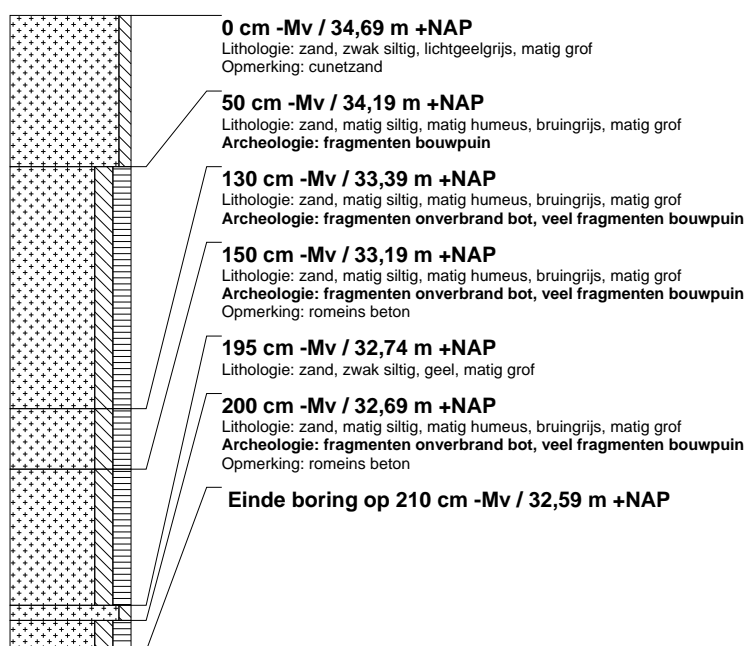 0 cm -Mv / 34,69 m +NAP
Lithologie: zand, zwak siltig, lichtgeelgrijs, matig grof
Opmerking: cunetzand
50 cm -Mv / 34,19 m +NAP
Lithologie: zand, matig siltig, matig humeus, bruingrijs, matig grof
Archeologie: fragmenten bouwpuin
130 cm -Mv / 33,39 m +NAP
Lithologie: zand, matig siltig, matig humeus, bruingrijs, matig grof
Archeologie: fragmenten onverbrand bot, veel fragmenten bouwpuin
150 cm -Mv / 33,19 m +NAP
Lithologie: zand, matig siltig, matig humeus, bruingrijs, matig grof
Archeologie: fragmenten onverbrand bot, veel fragmenten bouwpuin
Opmerking: romeins beton
195 cm -Mv / 32,74 m +NAP
Lithologie: zand, zwak siltig, geel, matig grof
200 cm -Mv / 32,69 m +NAP
Lithologie: zand, matig siltig, matig humeus, bruingrijs, matig grof
Archeologie: fragmenten onverbrand bot, veel fragmenten bouwpuin
Opmerking: romeins beton
Einde boring op 210 cm -Mv / 32,59 m +NAP